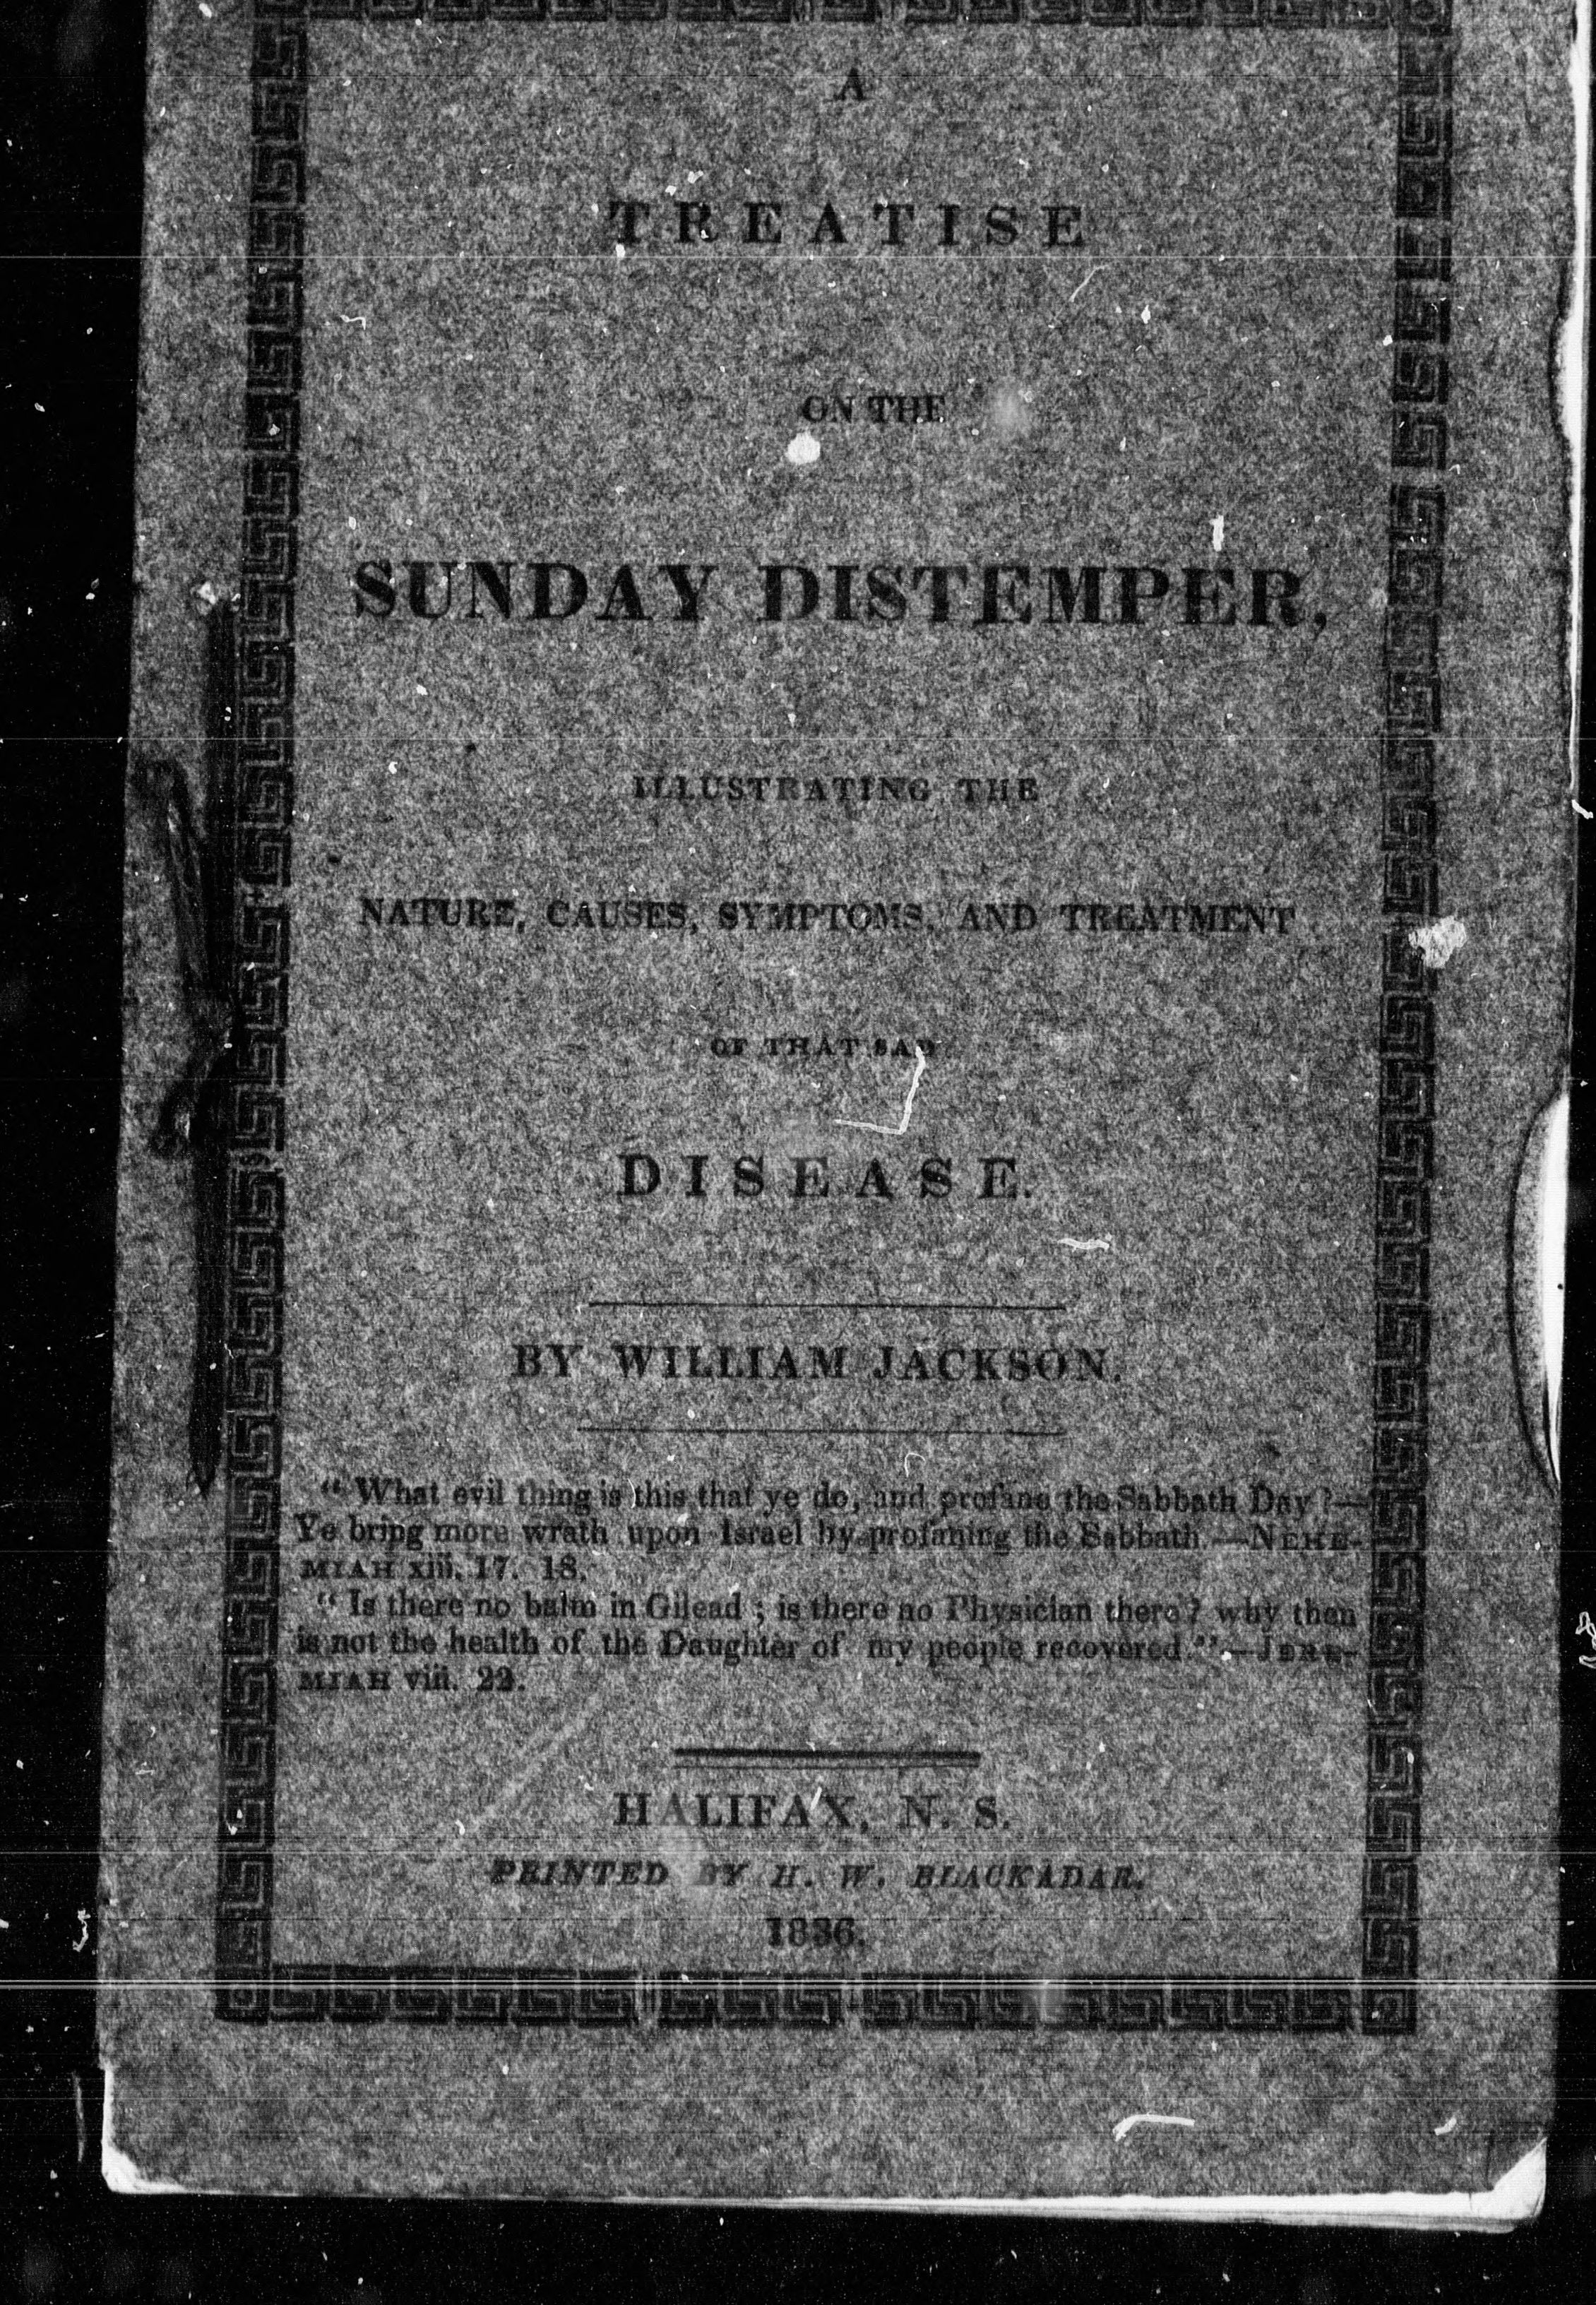 A
TREATISE
ON THE
SUNDAY DISTEMPER,
ILLUSTRATING THE
NATURE, CAUSES, SYMPTOMS, AND TREATMENT
OF THAT SAD
DISEASE.
BY WILLIAM JACKSON.
“ What evil thing is this that ye do, and profane the Sabbath Day ?—
Ye bring more wrath upon Israel by profaning the Sabbath.—NEHE-
MIAH xiii. 17. 18.
“ Is there no balm in Gilead ; is there no Physician there ? why then
is not the health of the Daughter of my people recovered.”—JERE-
MIAH viii. 22.
HALIFAX, N. S.
PRINTED BY H. W. BLACKADAR.
1836.